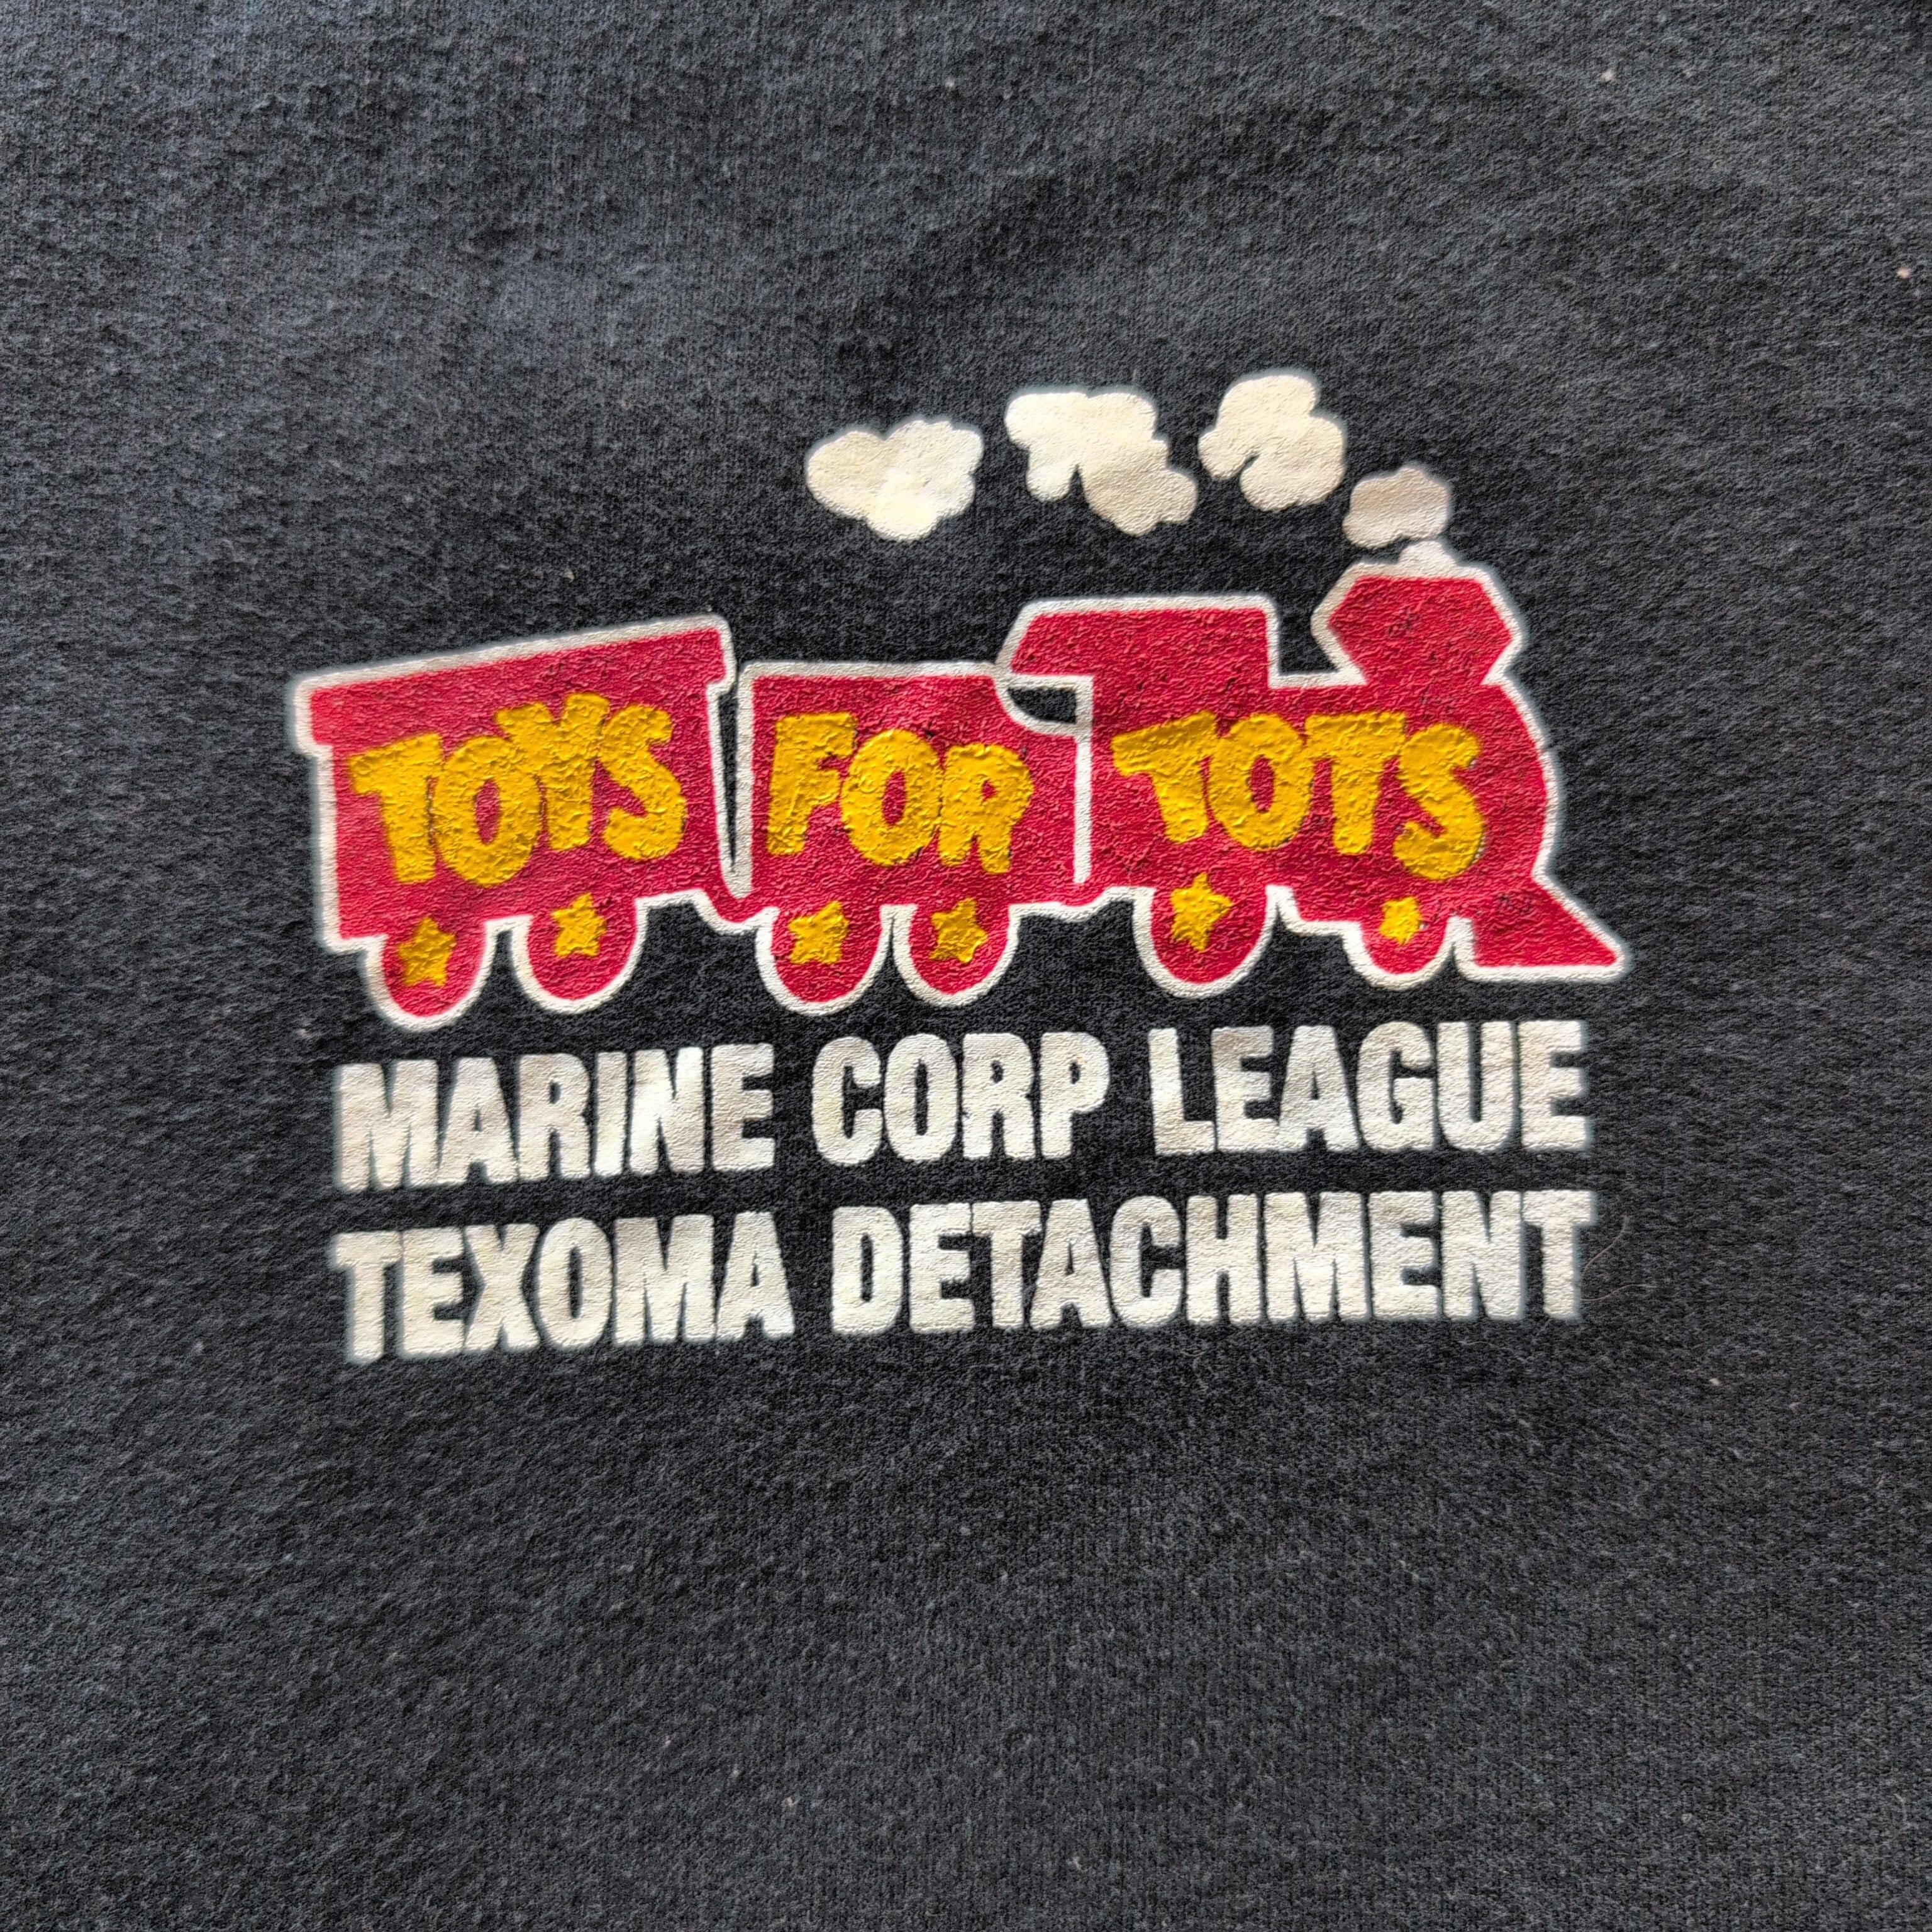 TOYS FOR TOTS
MARINE CORP LEAGUE
TEXOMA DETACHMENT